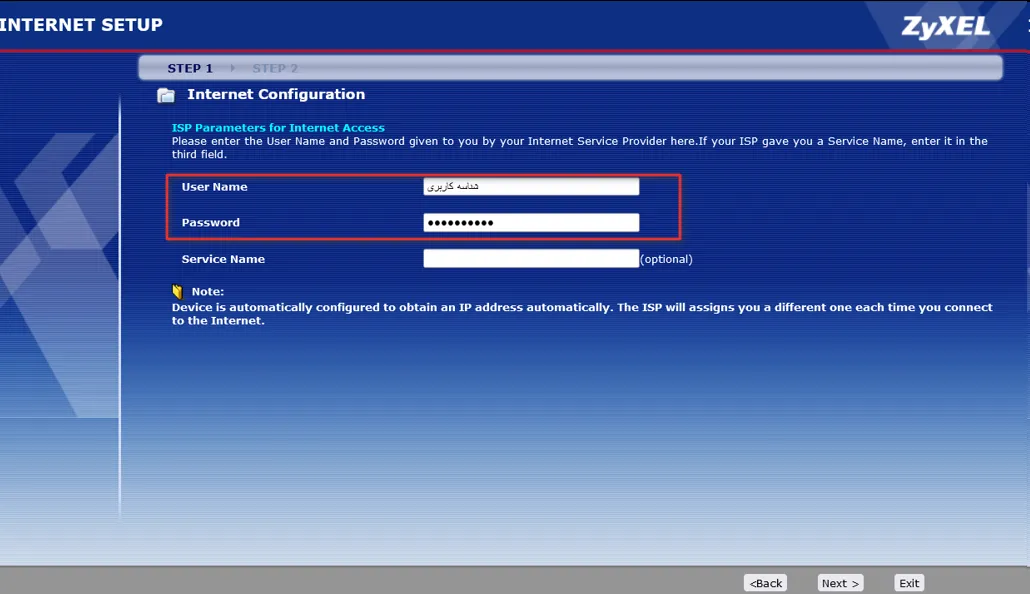 INTERNET SETUP
ZyXEL
STEP 1 STEP 2
Internet Configuration
ISP Parameters for Internet Access
Please enter the User Name and Password given to you by your Internet Service Provider here.If your ISP gave you a Service Name, enter it in the
third field.
User Name شناسه کاربری
Password ••••••••••
Service Name (optional)
Note:
Device is automatically configured to obtain an IP address automatically. The ISP will assigns you a different one each time you connect
to the Internet.
<Back Next > Exit